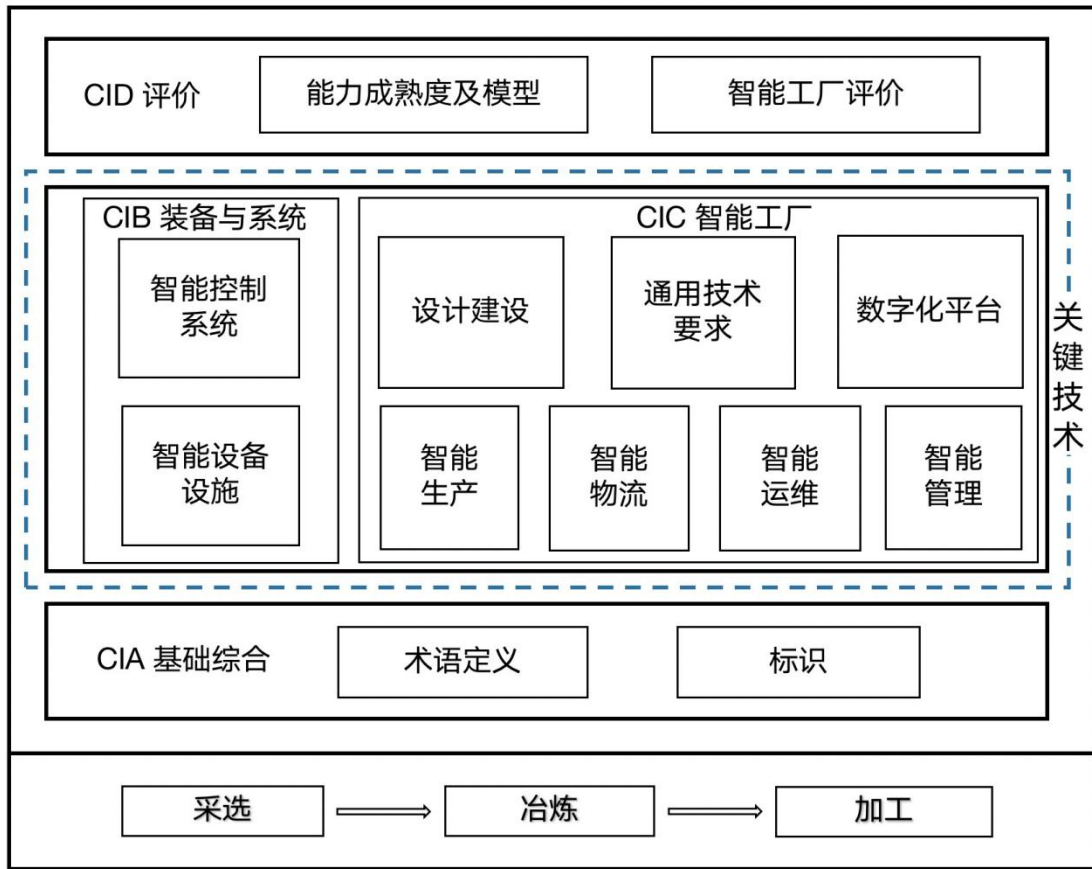 CID 评价
能力成熟度及模型
智能工厂评价
CIB 装备与系统
智能控制
系统
智能设备
设施
CIC 智能工厂
设计建设
通用技术
要求
数字化平台
智能
生产
智能
物流
智能
运维
智能
管理
关键技术
CIA 基础综合
术语定义
标识
采选
冶炼
加工